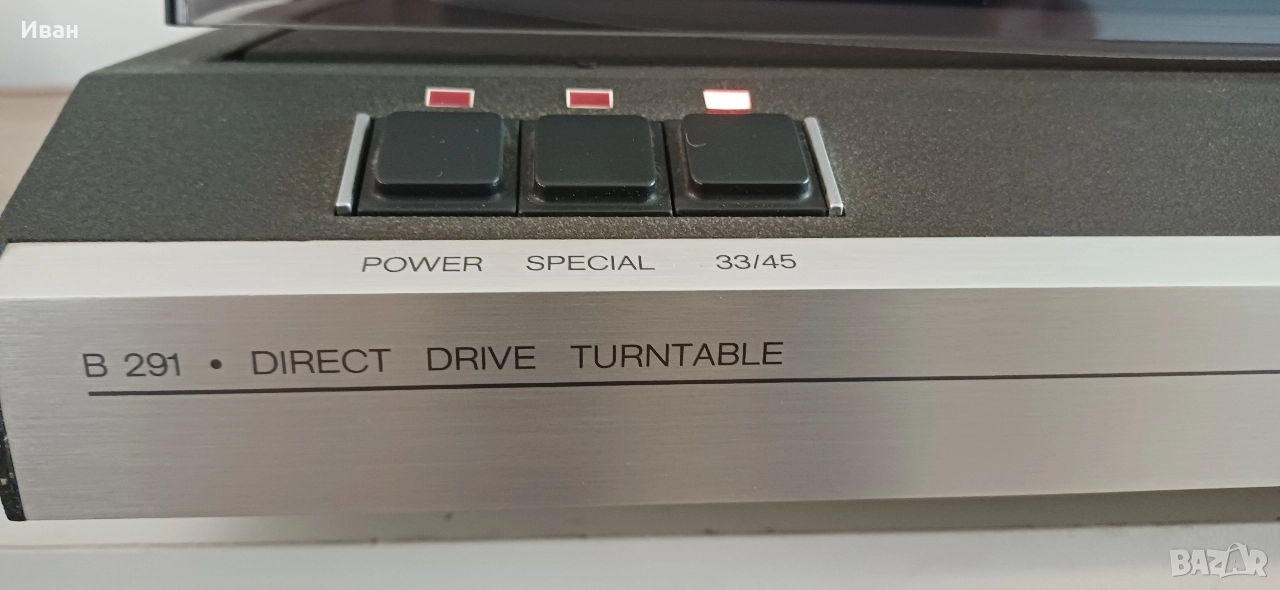 Иван
POWER SPECIAL 33/45
B 291 • DIRECT DRIVE TURNTABLE
BAZAR